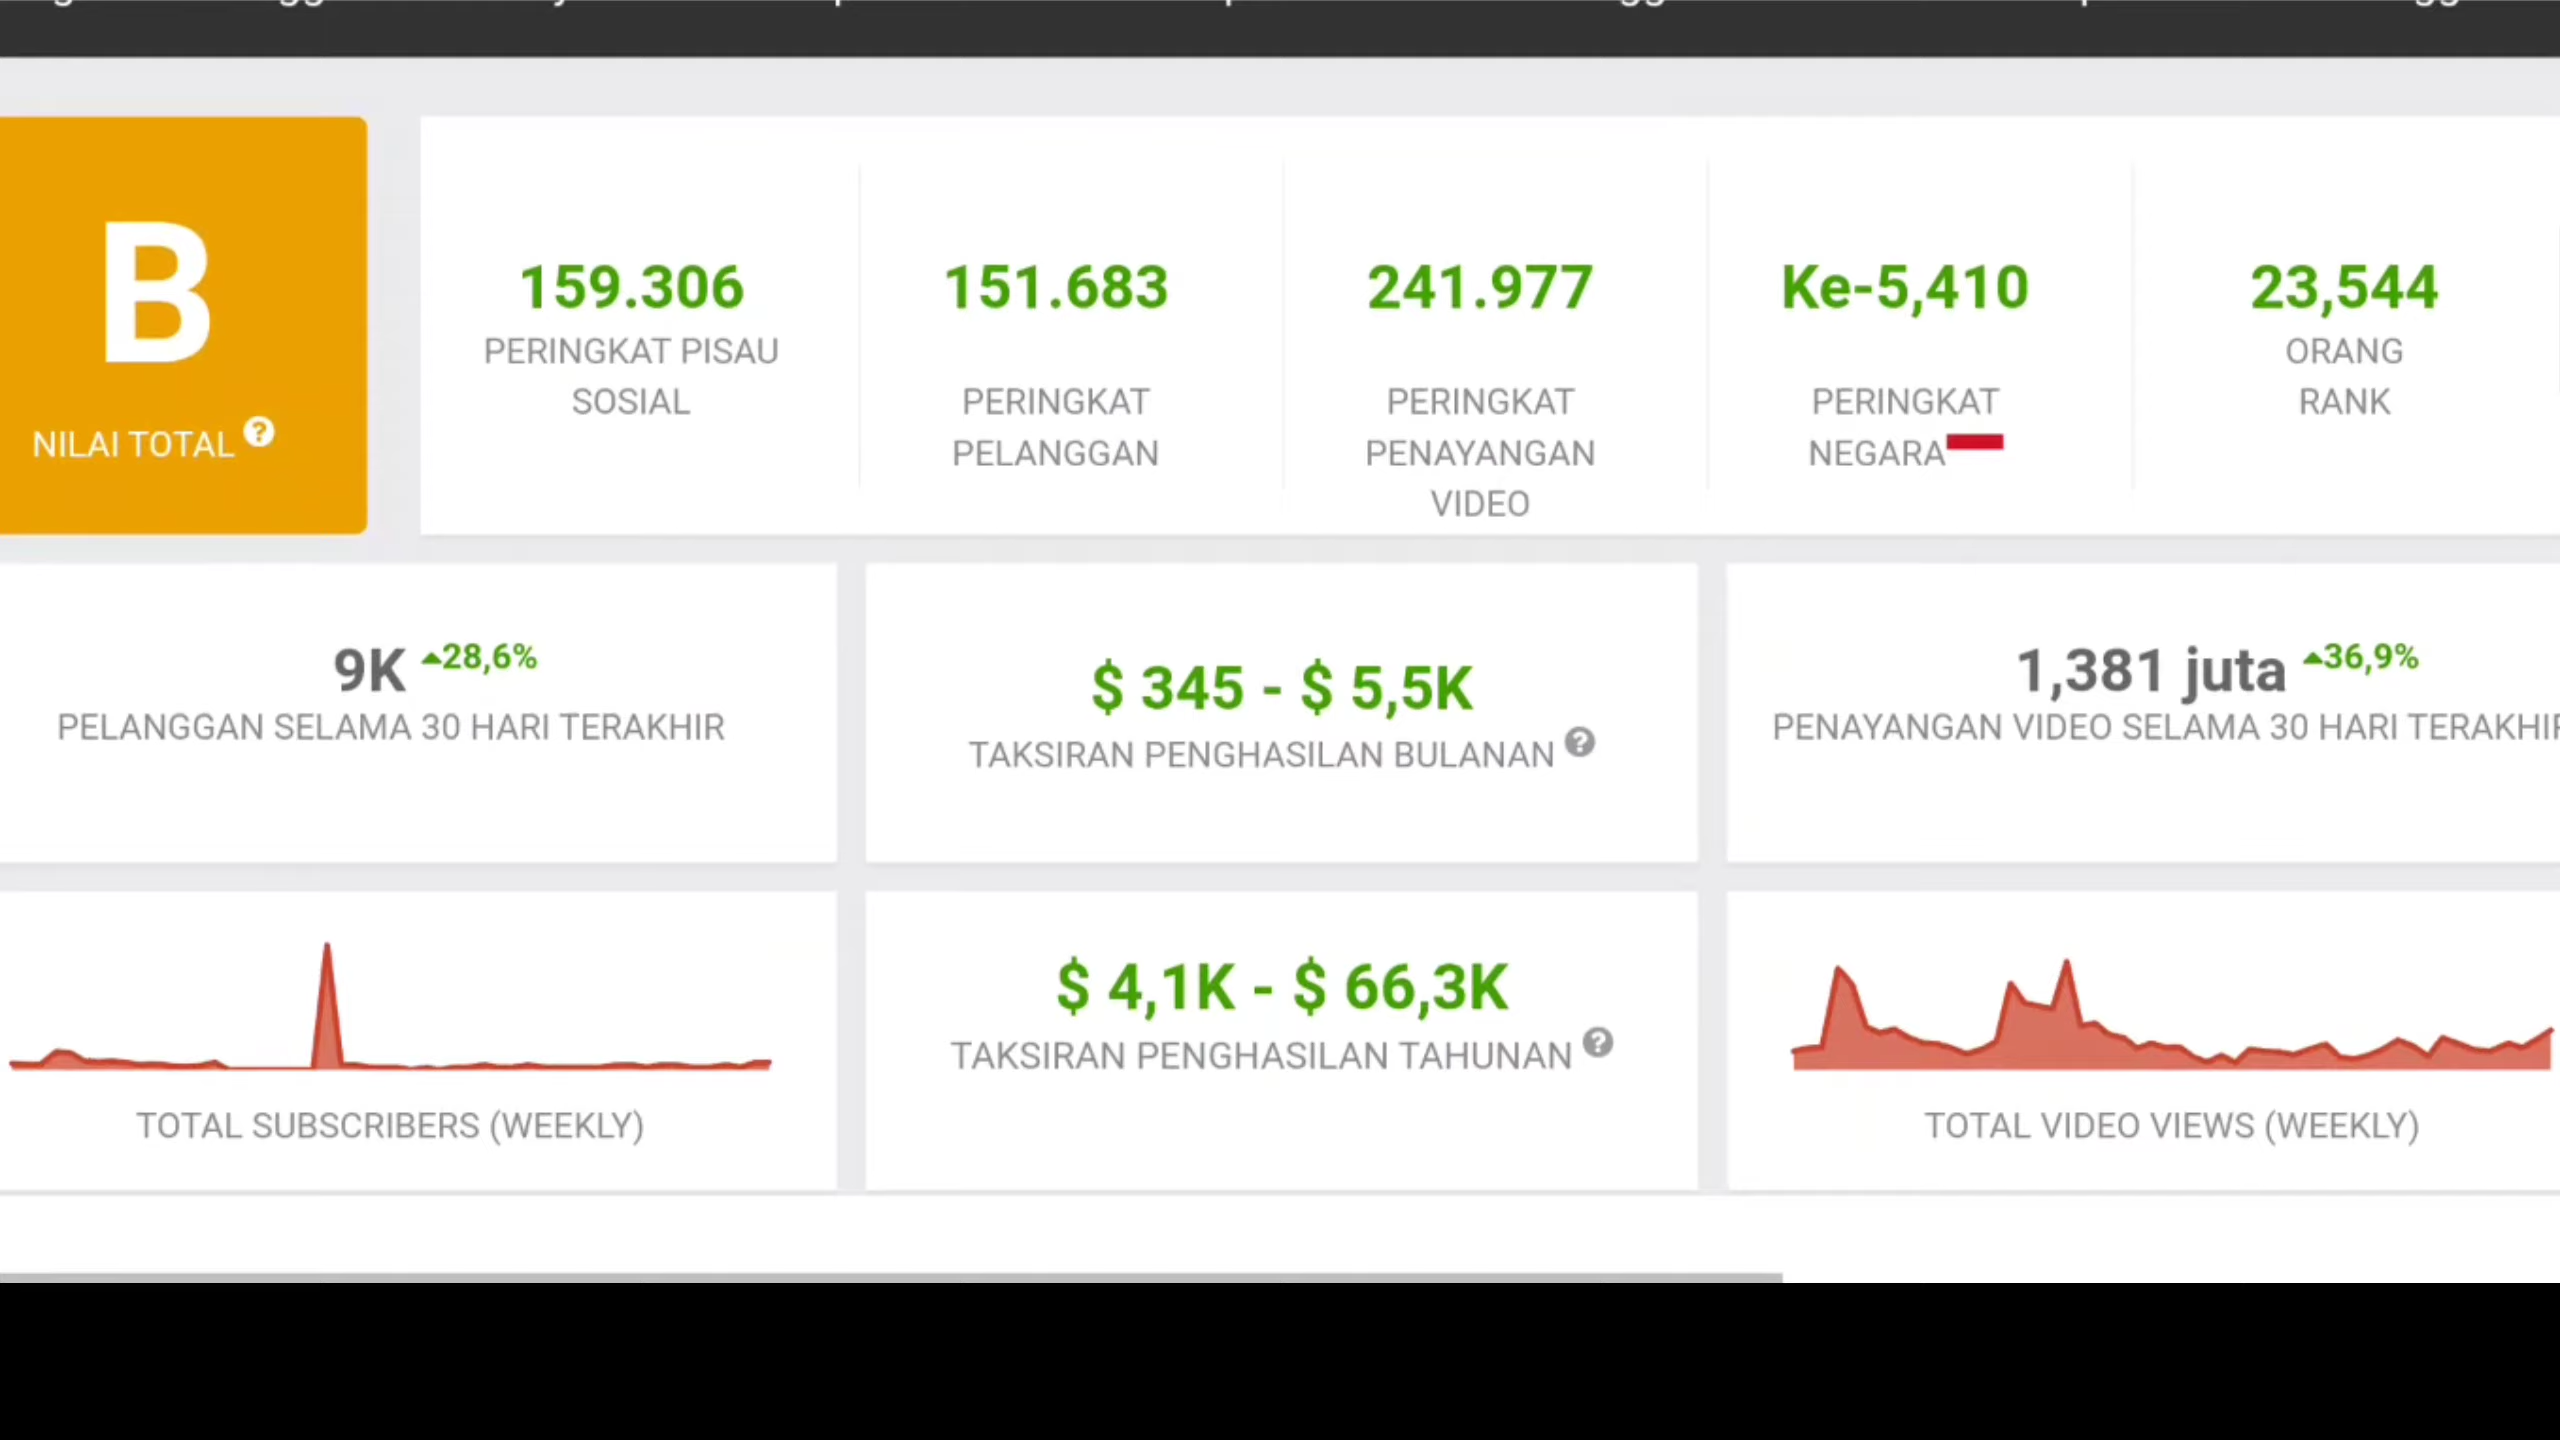 B
NILAI TOTAL
159.306
PERINGKAT PISAU
SOSIAL
151.683
PERINGKAT
PELANGGAN
241.977
PERINGKAT
PENAYANGAN
VIDEO
Ke-5,410
PERINGKAT
NEGARA
23,544
ORANG
RANK
9K 28,6%
PELANGGAN SELAMA 30 HARI TERAKHIR
$ 345 - $ 5,5K
TAKSIRAN PENGHASILAN BULANAN
1,381 juta 36,9%
PENAYANGAN VIDEO SELAMA 30 HARI TERAKHIR
TOTAL SUBSCRIBERS (WEEKLY)
$ 4,1K - $ 66,3K
TAKSIRAN PENGHASILAN TAHUNAN
TOTAL VIDEO VIEWS (WEEKLY)